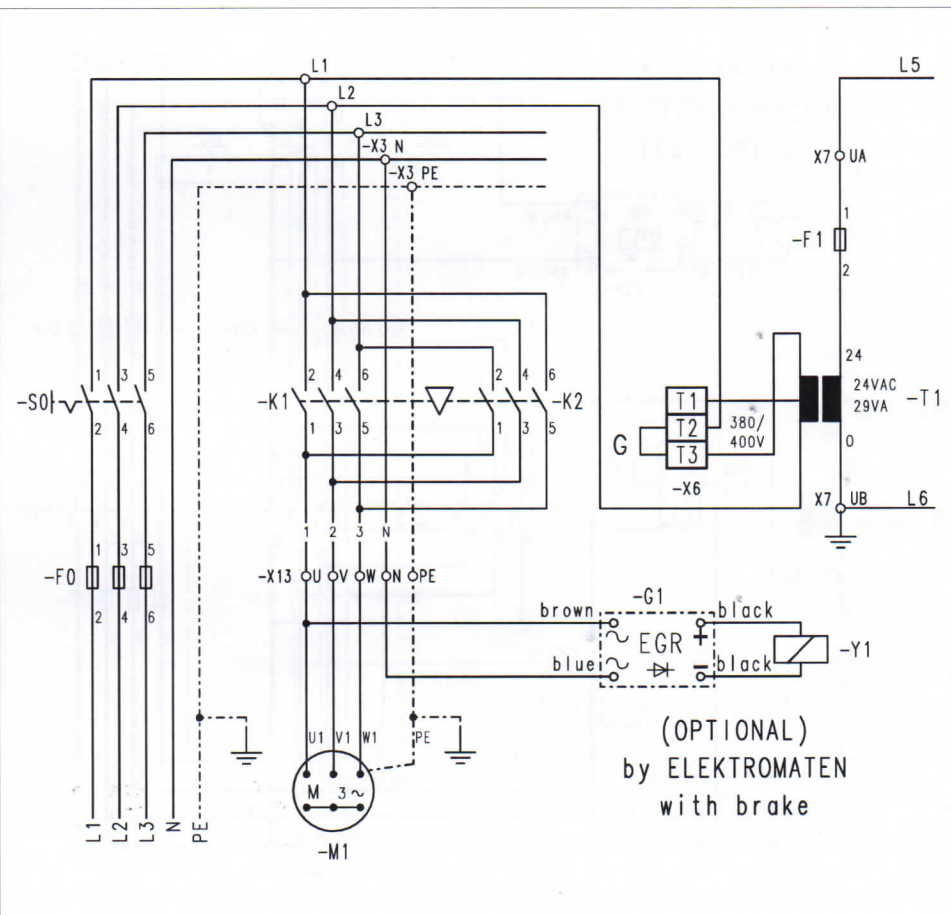 L1
L5
L2
L3
-X3 N
-X3 PE
X7 UA
1
-F1
2
1 3 5
2 4 6
2 4 6
24
-S0
-K1
-K2
T1
24VAC
29VA
-T1
2 4 6
1 3 5
1 3 5
G
T2
380/
400V
T3
0
-X6
X7 UB
L6
1 2 3 N
1 3 5
-F0
-X13 U V W N PE
2 4 6
brown
-G1
black
EGR
+
-Y1
blue
-
black
U1 V1 W1 PE
(OPTIONAL)
by ELEKTROMATEN
with brake
M 3~
L1
L2
L3
N
PE
-M1